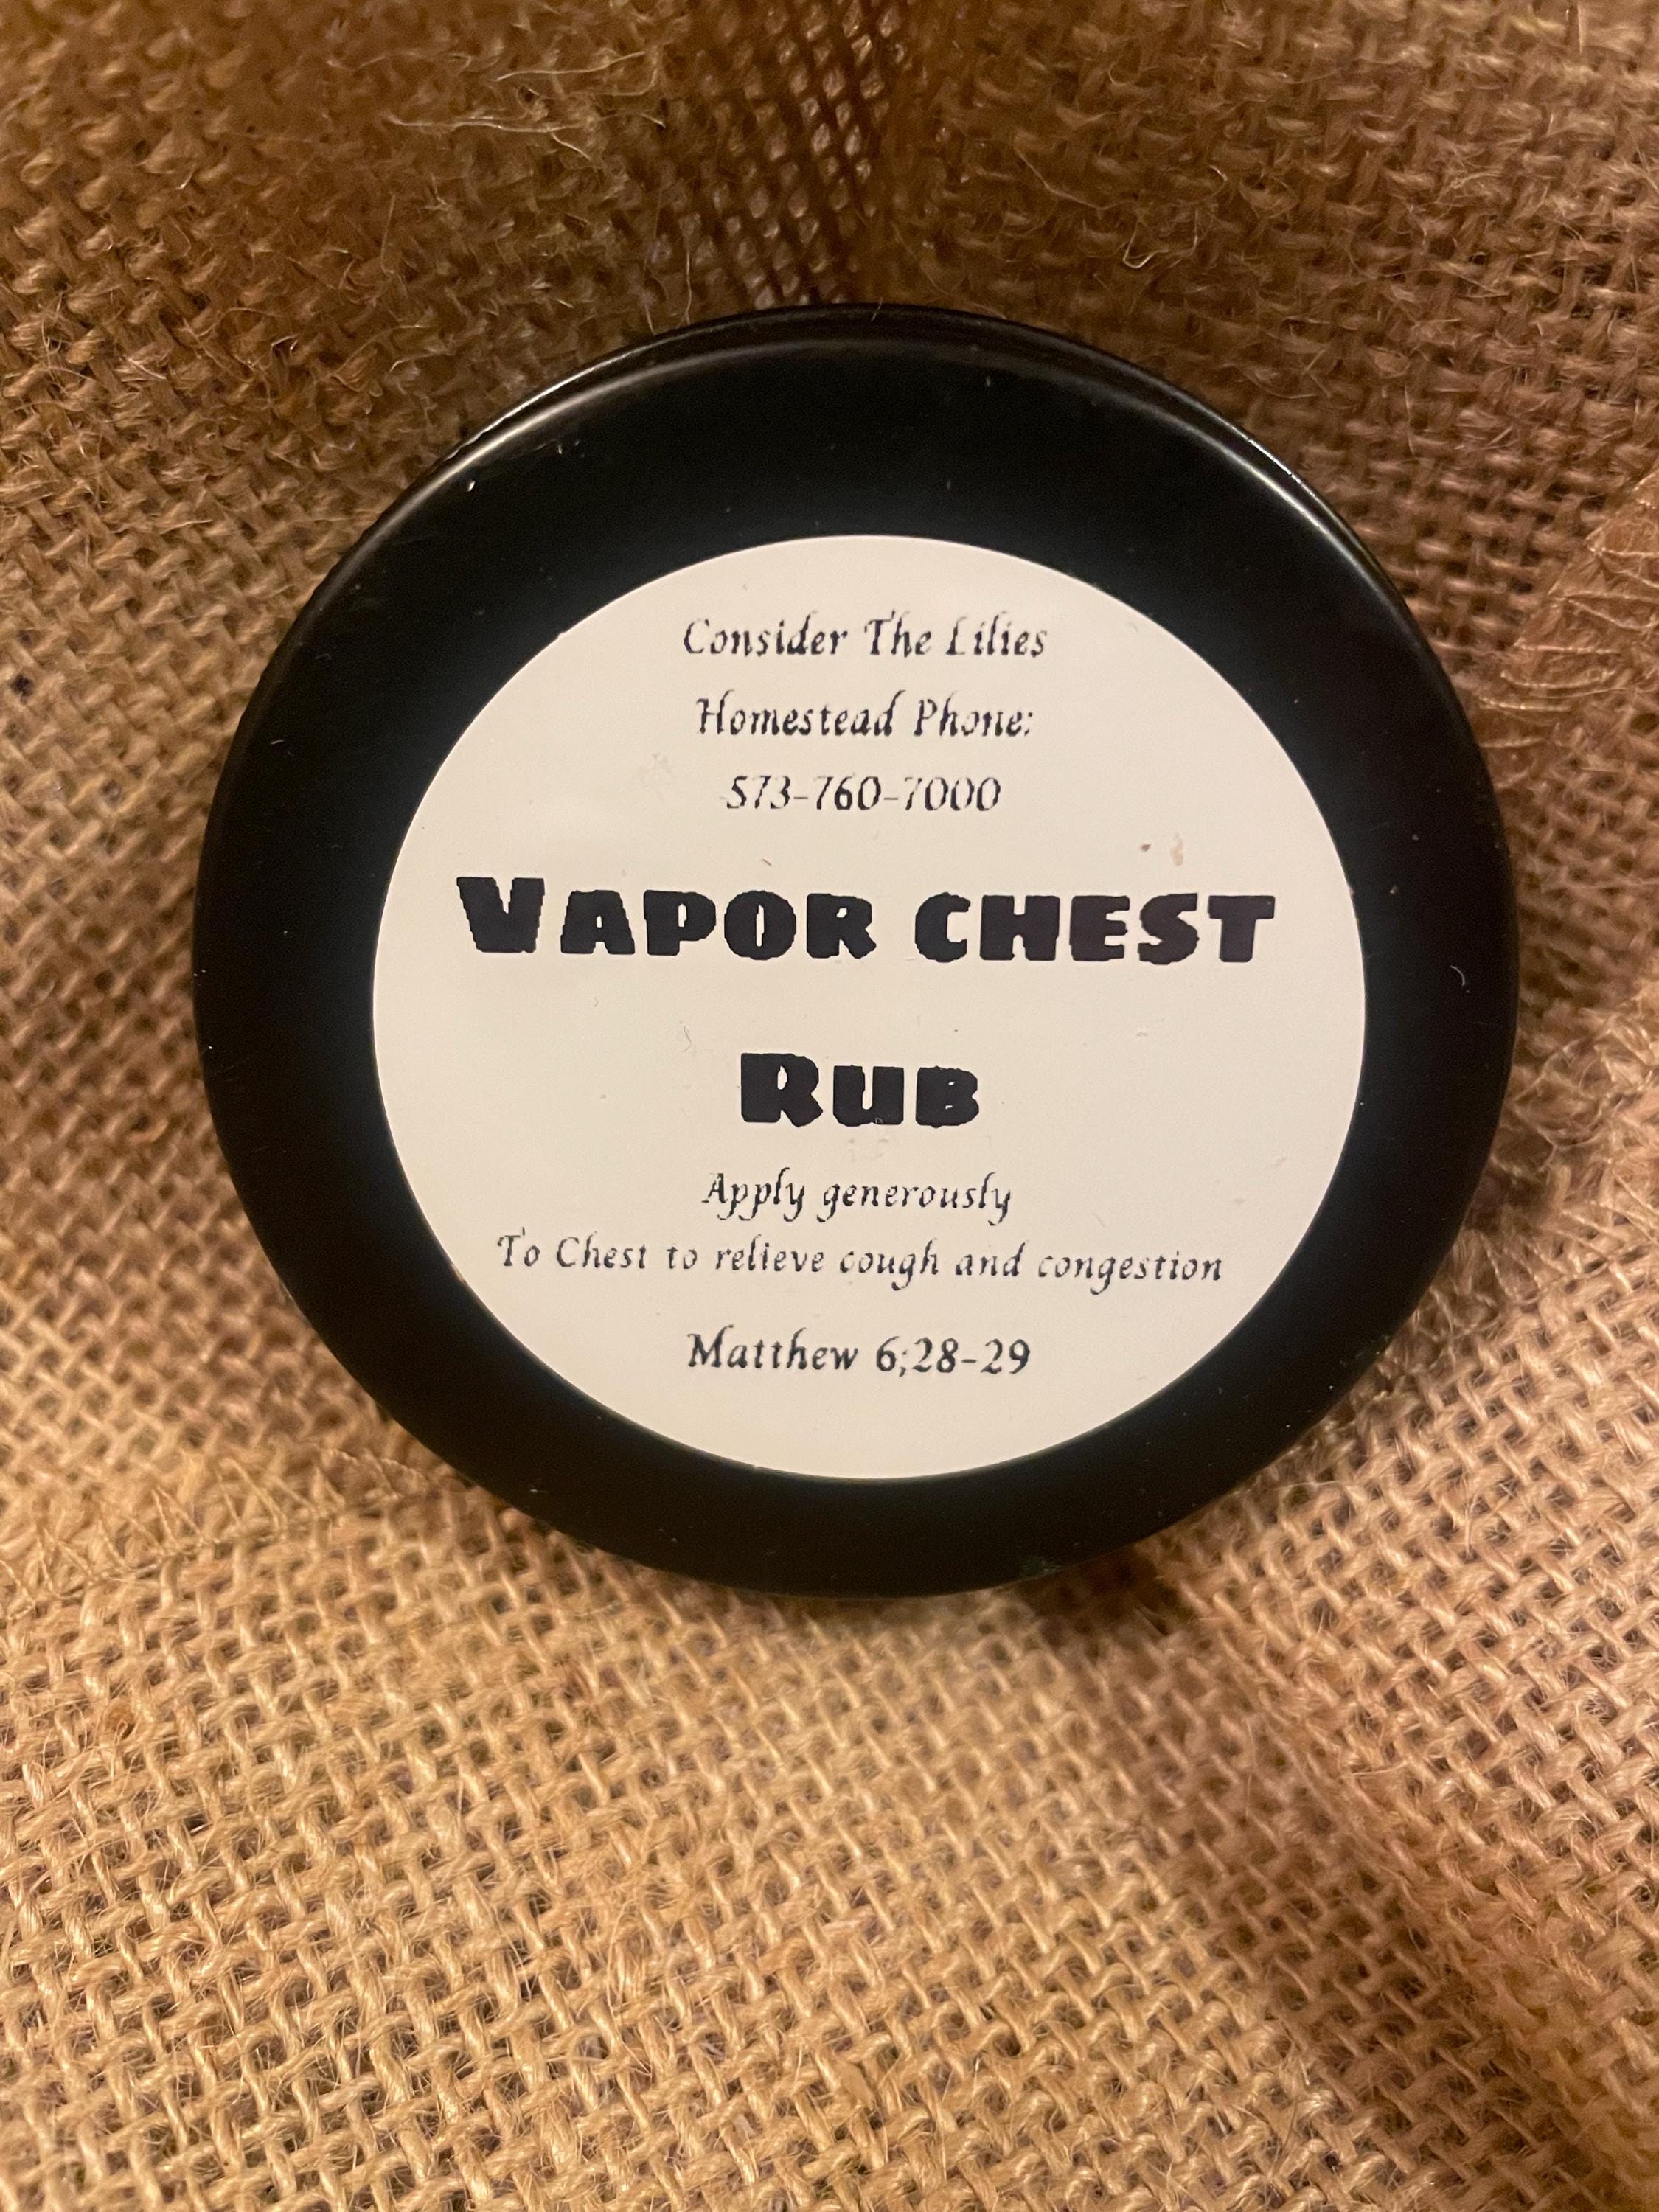 Consider The Lilies
Homestead Phone:
573-760-7000
VAPOR CHEST
RUB
Apply generously
To Chest to relieve cough and congestion
Matthew 6;28-29